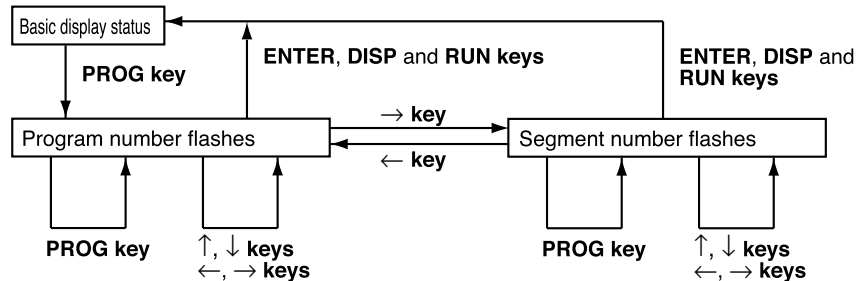 Basic display status
PROG key
ENTER, DISP and RUN keys
ENTER, DISP and
RUN keys
Program number flashes
→ key
← key
Segment number flashes
PROG key
↑, ↓ keys
←, → keys
PROG key
↑, ↓ keys
←, → keys